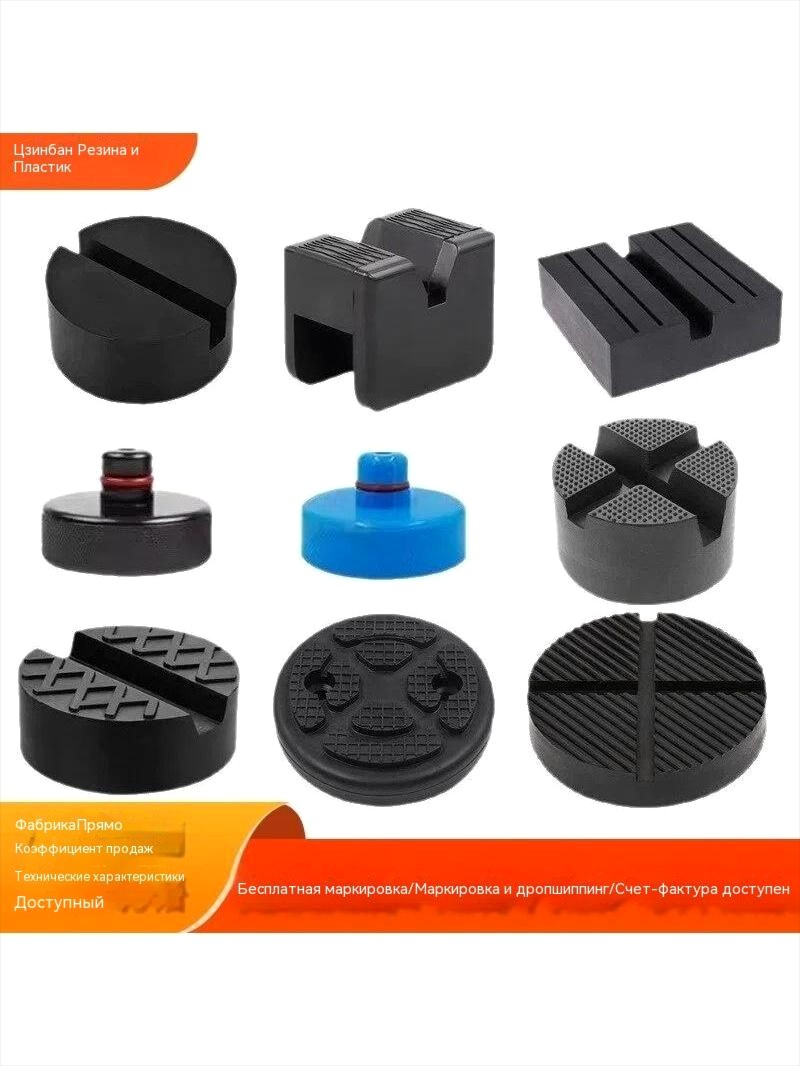 Цзинбан Резина и
Пластик
ФабрикаПрямо
Коэффициент продаж
Технические характеристики
Доступный
Бесплатная маркировка/Маркировка и дропшиппинг/Счет-фактура доступен